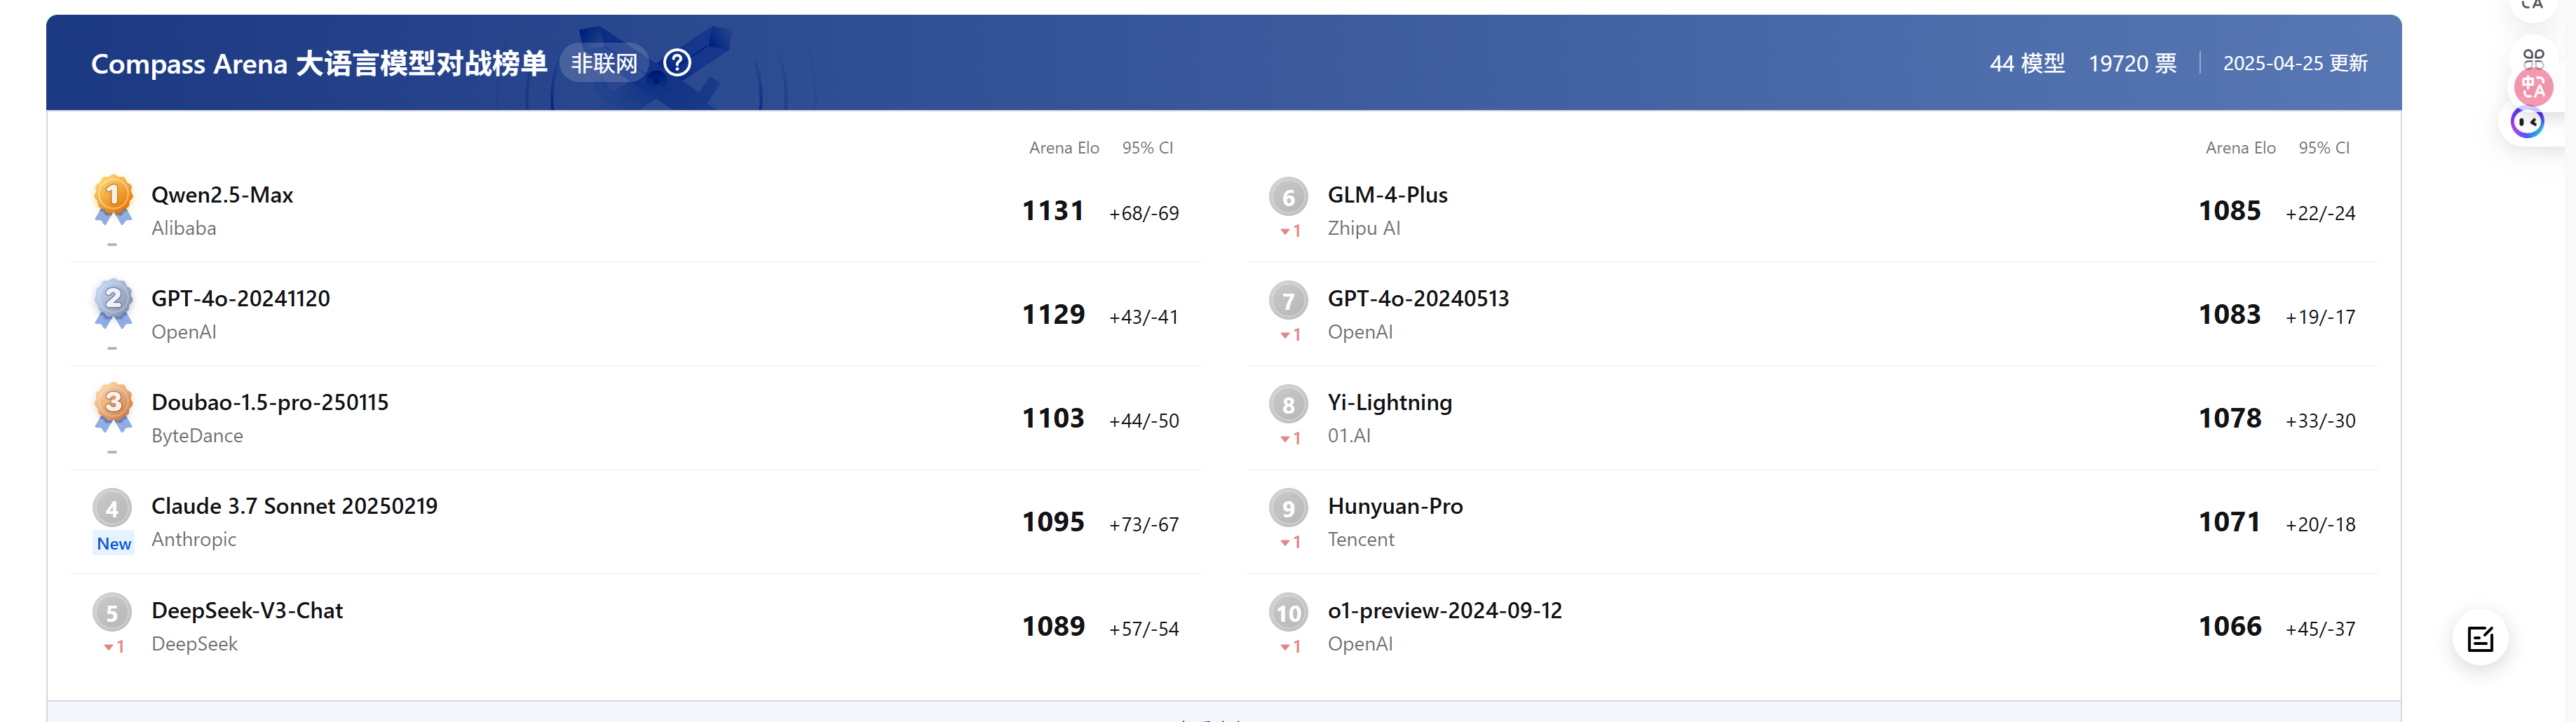 Compass Arena 大语言模型对战榜单 非联网 ? 44 模型 19720 票 2025-04-25 更新
Arena Elo 95% CI
1 Qwen2.5-Max 1131 +68/-69
Alibaba
–
2 GPT-4o-20241120 1129 +43/-41
OpenAI
–
3 Doubao-1.5-pro-250115 1103 +44/-50
ByteDance
–
4 Claude 3.7 Sonnet 20250219 1095 +73/-67
New Anthropic
5 DeepSeek-V3-Chat 1089 +57/-54
▾1 DeepSeek
Arena Elo 95% CI
6 GLM-4-Plus 1085 +22/-24
▾1 Zhipu AI
7 GPT-4o-20240513 1083 +19/-17
▾1 OpenAI
8 Yi-Lightning 1078 +33/-30
▾1 01.AI
9 Hunyuan-Pro 1071 +20/-18
▾1 Tencent
10 o1-preview-2024-09-12 1066 +45/-37
▾1 OpenAI
中A